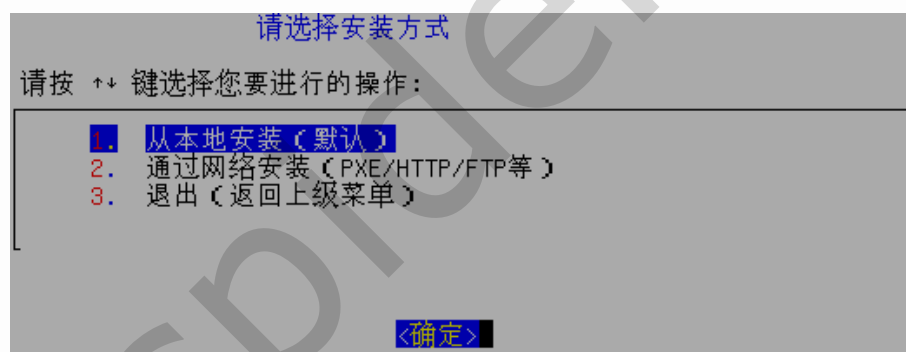 请选择安装方式
请按 ↑↓ 键选择您要进行的操作:
1. 从本地安装(默认)
2. 通过网络安装(PXE/HTTP/FTP等)
3. 退出(返回上级菜单)
<确定>
spider